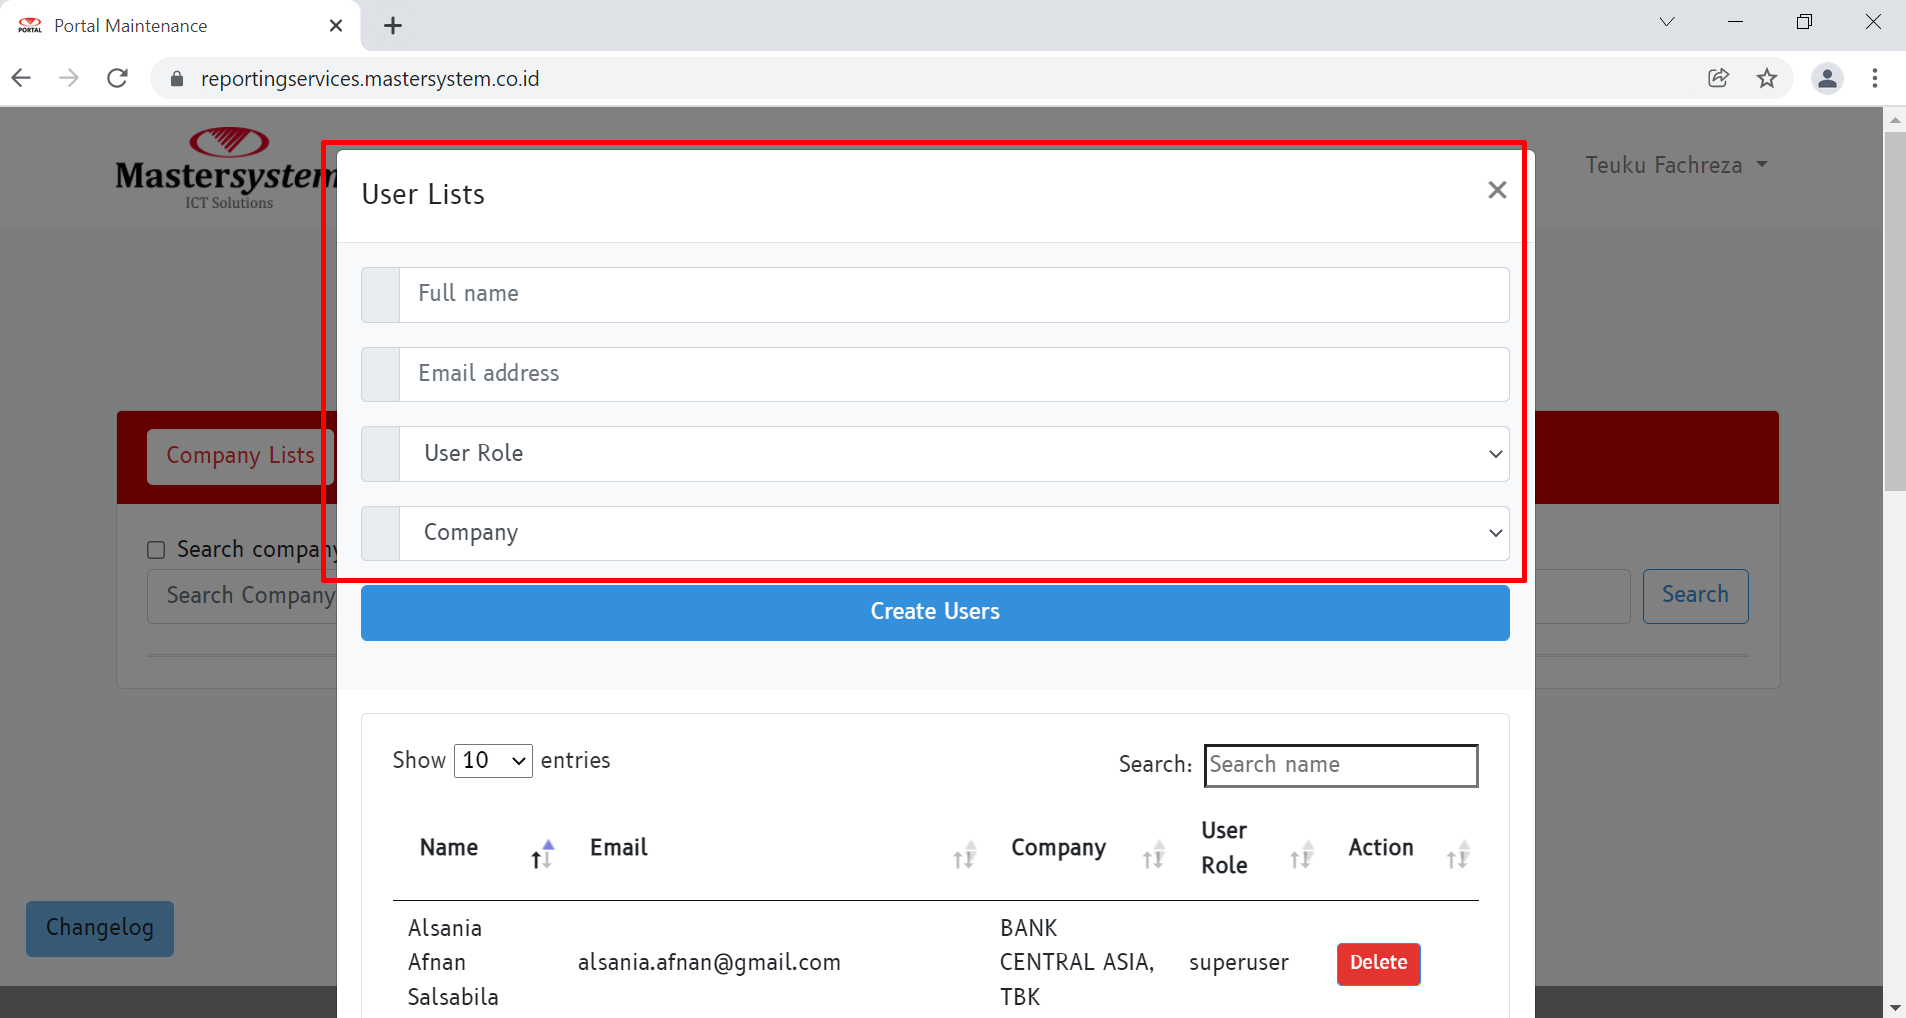 PORTAL
Portal Maintenance
reportingservices.mastersystem.co.id
Mastersystem
ICT Solutions
Teuku Fachreza
User Lists
Full name
Email address
Company Lists
User Role
Company
Search company
Search Company
Search
Create Users
Show 10 entries
Search: Search name
Name Email Company User Role Action
Changelog
Alsania
Afnan
Salsabila
alsania.afnan@gmail.com
BANK
CENTRAL ASIA,
TBK
superuser
Delete